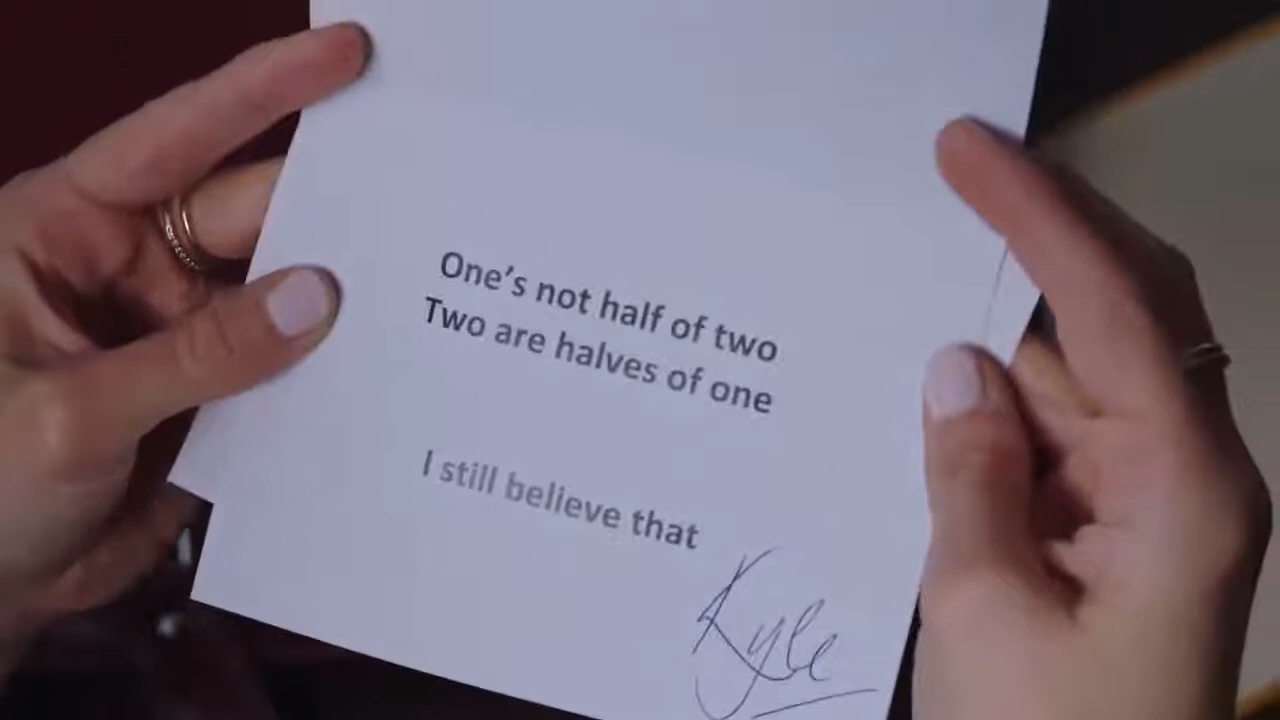 One's not half of two
Two are halves of one
I still believe that
Kyle